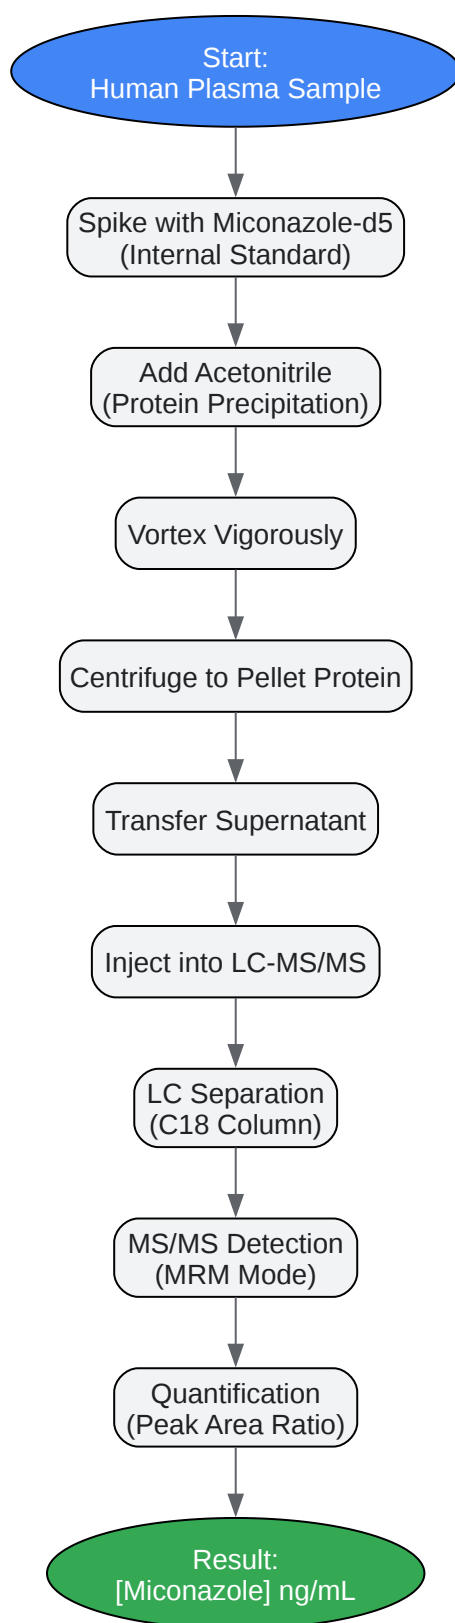 Start:
Human Plasma Sample
Spike with Miconazole-d5
(Internal Standard)
Add Acetonitrile
(Protein Precipitation)
Vortex Vigorously
Centrifuge to Pellet Protein
Transfer Supernatant
Inject into LC-MS/MS
LC Separation
(C18 Column)
MS/MS Detection
(MRM Mode)
Quantification
(Peak Area Ratio)
Result:
[Miconazole] ng/mL